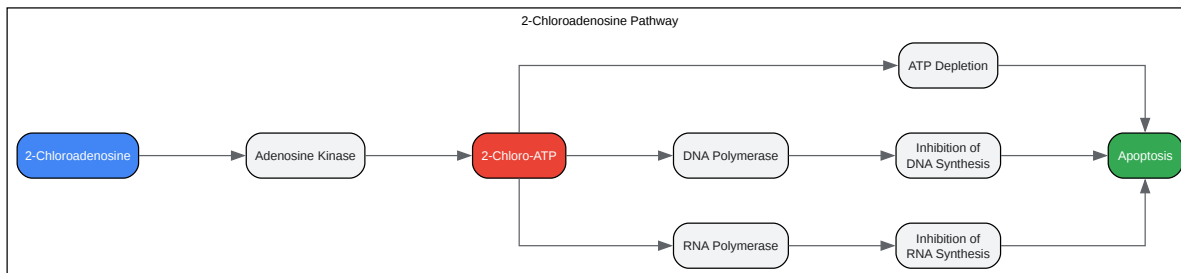 2-Chloroadenosine Pathway
ATP Depletion
2-Chloroadenosine
Adenosine Kinase
2-Chloro-ATP
DNA Polymerase
Inhibition of
DNA Synthesis
Apoptosis
RNA Polymerase
Inhibition of
RNA Synthesis